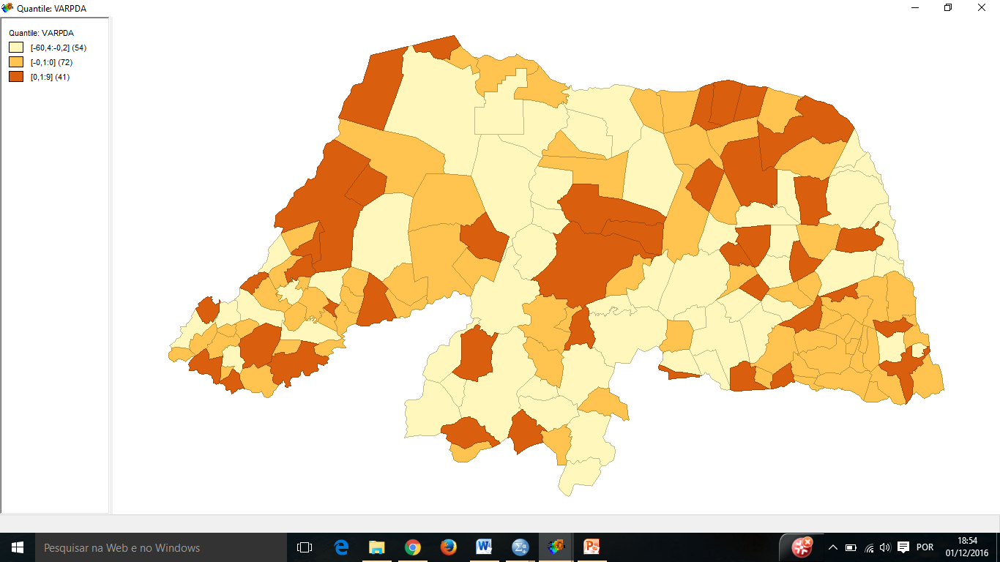 Quantile: VARPDA
Quantile: VARPDA
[-60,4:-0,2] (54)
[-0,1:0] (72)
[0,1:9] (41)
Pesquisar na Web e no Windows
POR
18:54
01/12/2016